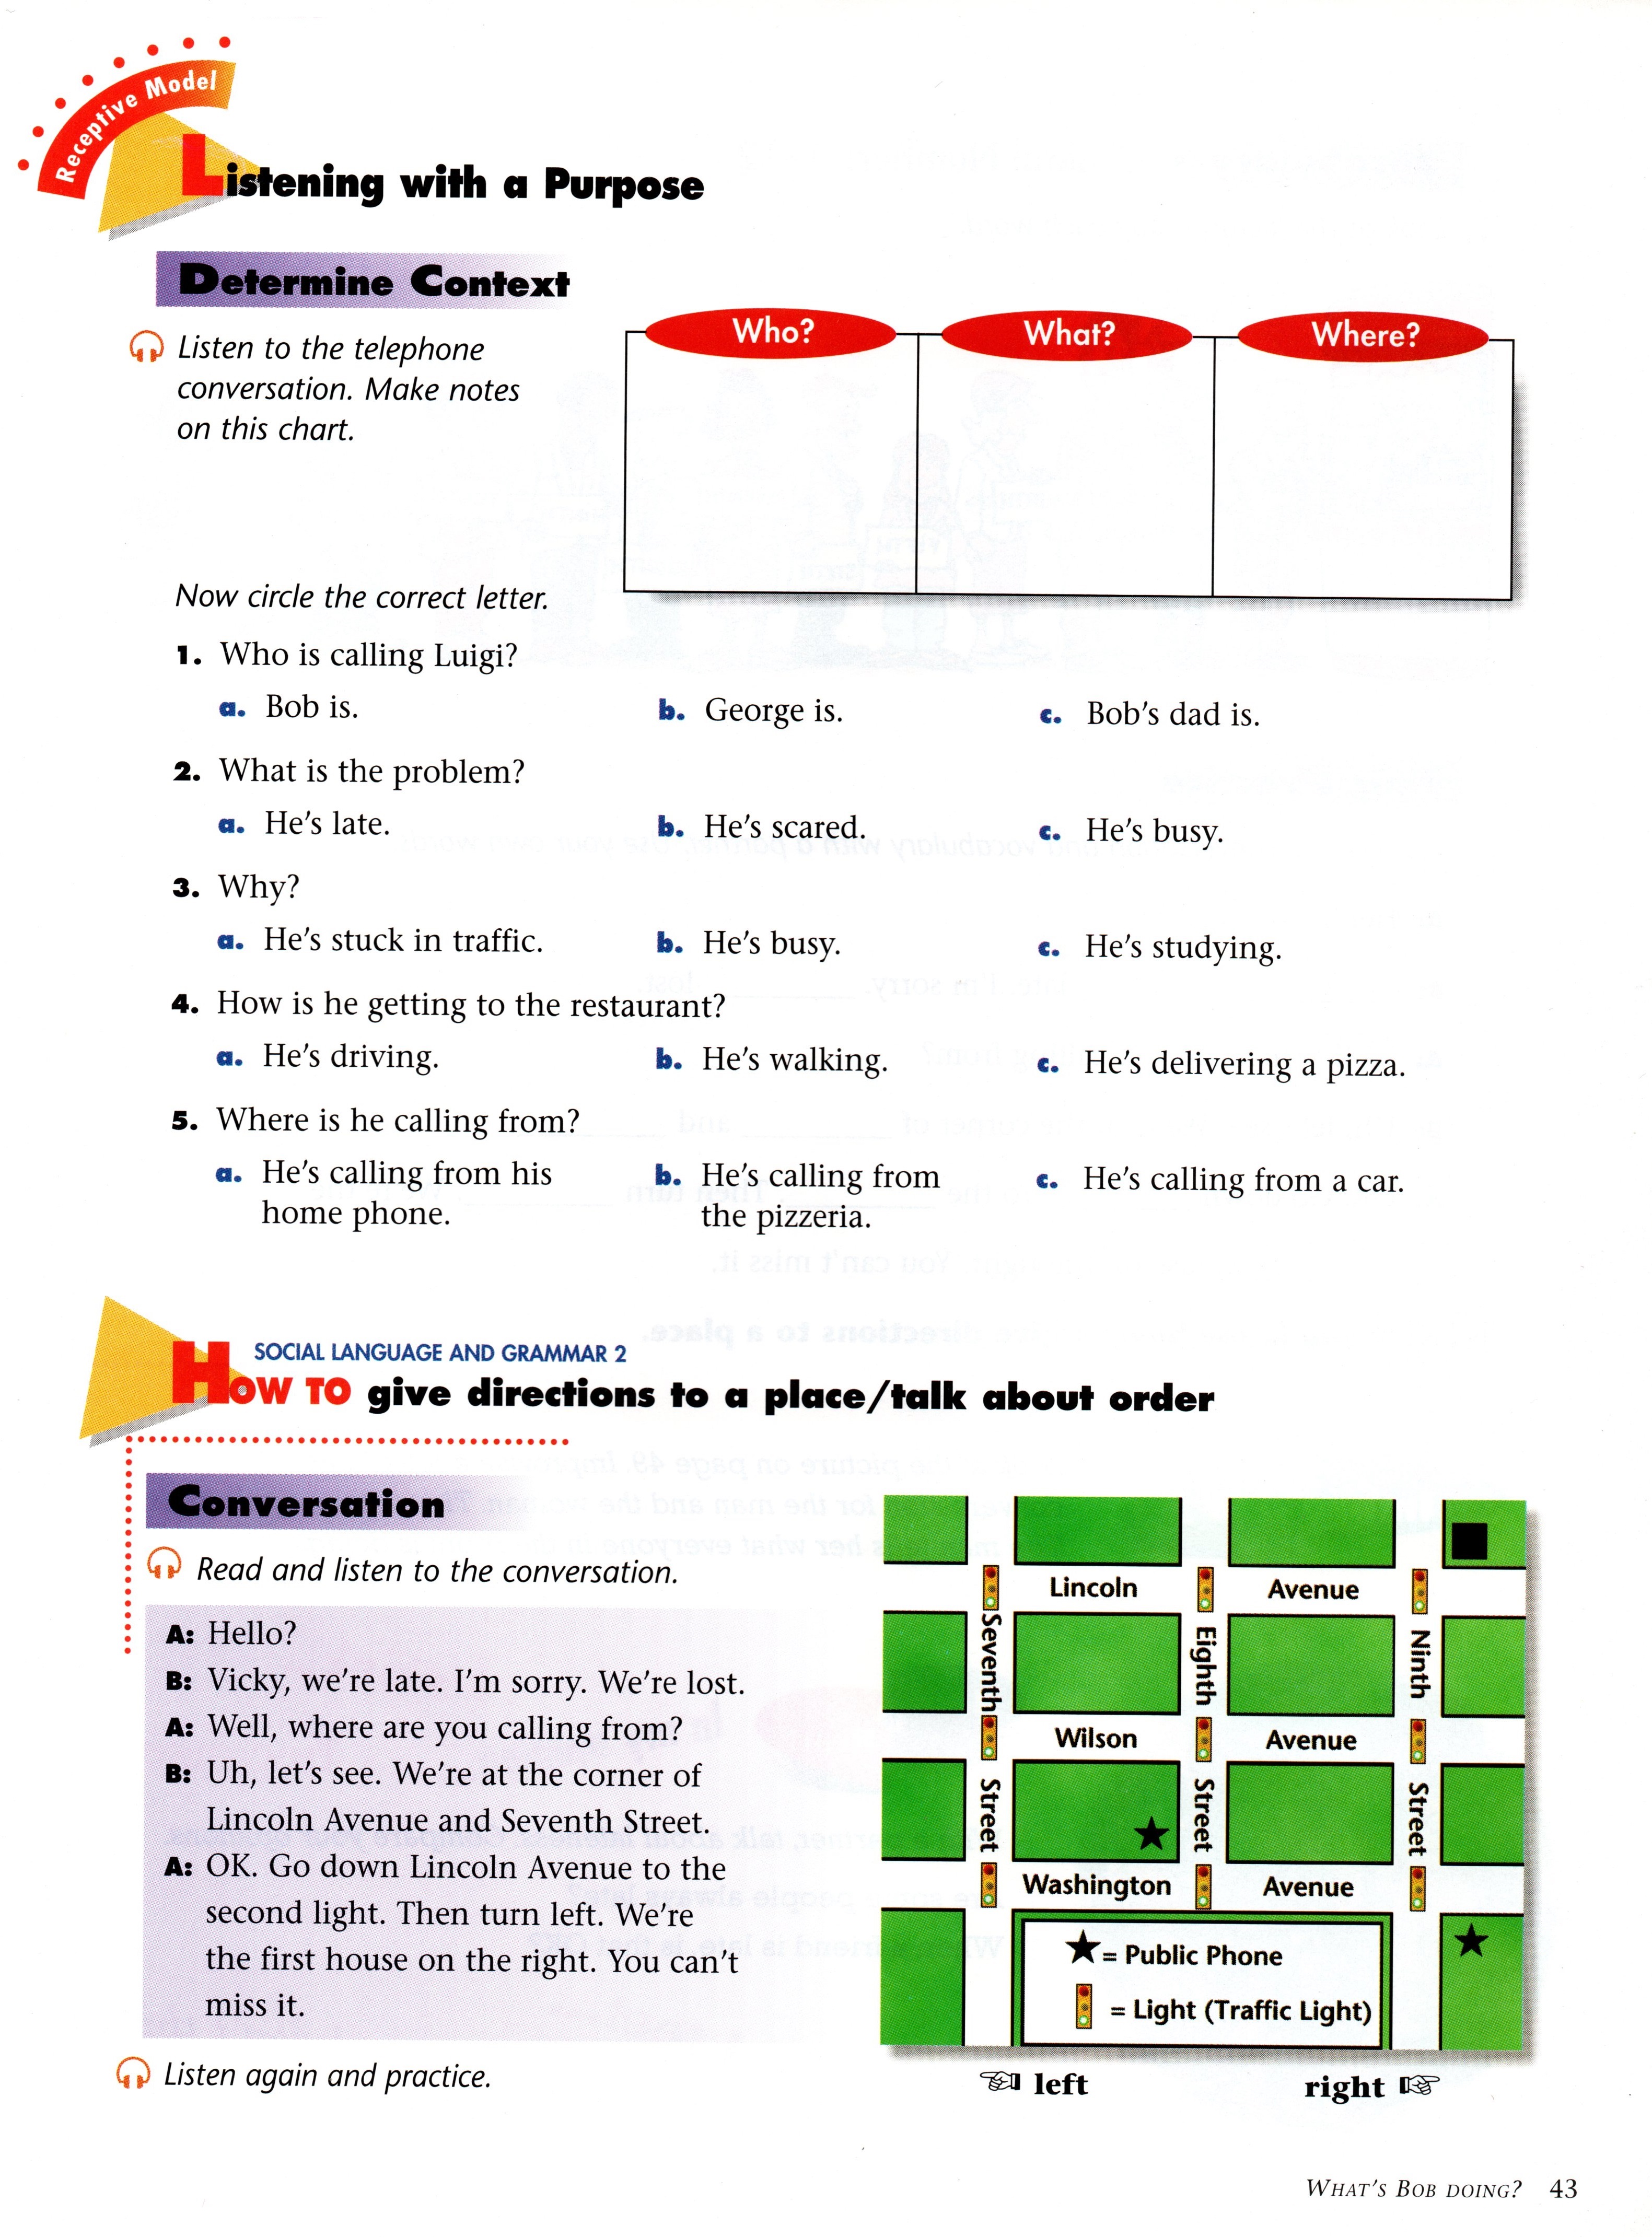 Receptive Model
Listening with a Purpose
Determine Context
Listen to the telephone
conversation. Make notes
on this chart.
Who? What? Where?
Now circle the correct letter.
1. Who is calling Luigi?
a. Bob is. b. George is. c. Bob's dad is.
2. What is the problem?
a. He's late. b. He's scared. c. He's busy.
3. Why?
a. He's stuck in traffic. b. He's busy. c. He's studying.
4. How is he getting to the restaurant?
a. He's driving. b. He's walking. c. He's delivering a pizza.
5. Where is he calling from?
a. He's calling from his b. He's calling from c. He's calling from a car.
home phone. the pizzeria.
SOCIAL LANGUAGE AND GRAMMAR 2
HOW TO give directions to a place/talk about order
Conversation
Read and listen to the conversation.
A: Hello?
B: Vicky, we're late. I'm sorry. We're lost.
A: Well, where are you calling from?
B: Uh, let's see. We're at the corner of
Lincoln Avenue and Seventh Street.
A: OK. Go down Lincoln Avenue to the
second light. Then turn left. We're
the first house on the right. You can't
miss it.
Listen again and practice.
Lincoln Avenue
Seventh Street
Eighth Street
Ninth Street
Wilson Avenue
Washington Avenue
★ = Public Phone
= Light (Traffic Light)
left right
WHAT'S BOB DOING? 43